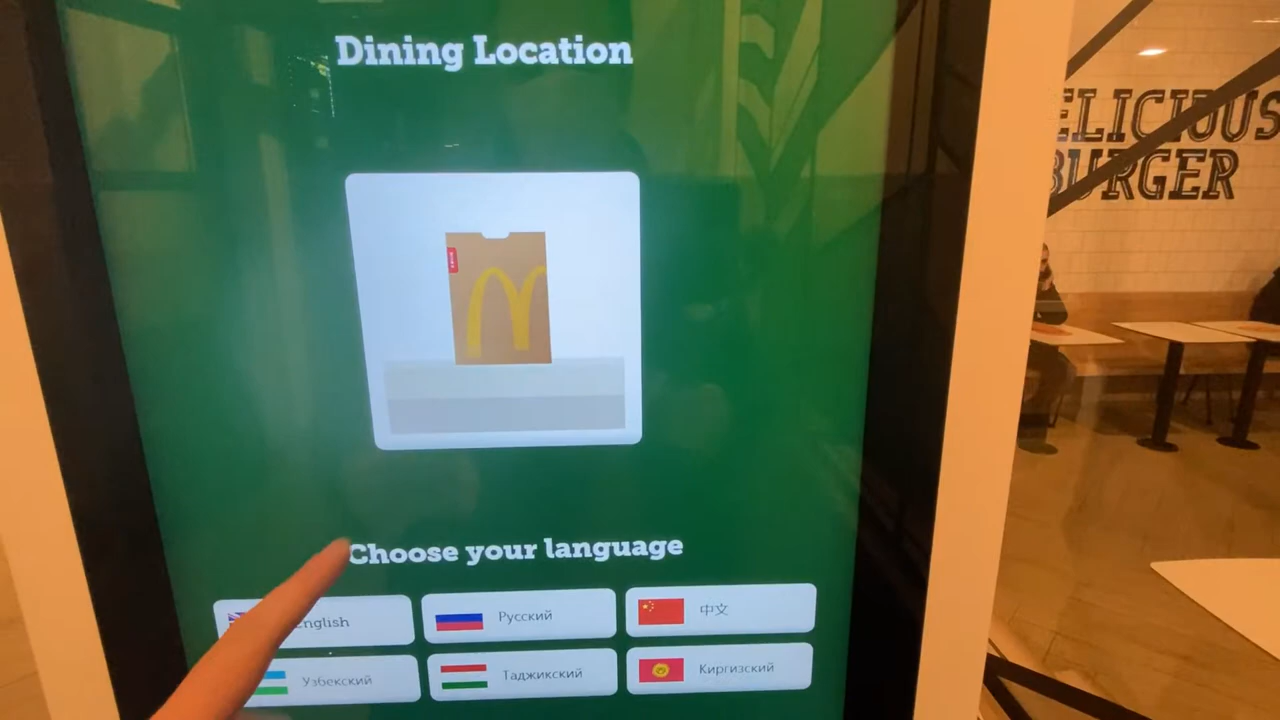 Dining Location
ELICIOUS
BURGER
Choose your language
English
Русский
中文
Узбекский
Таджикский
Киргизский